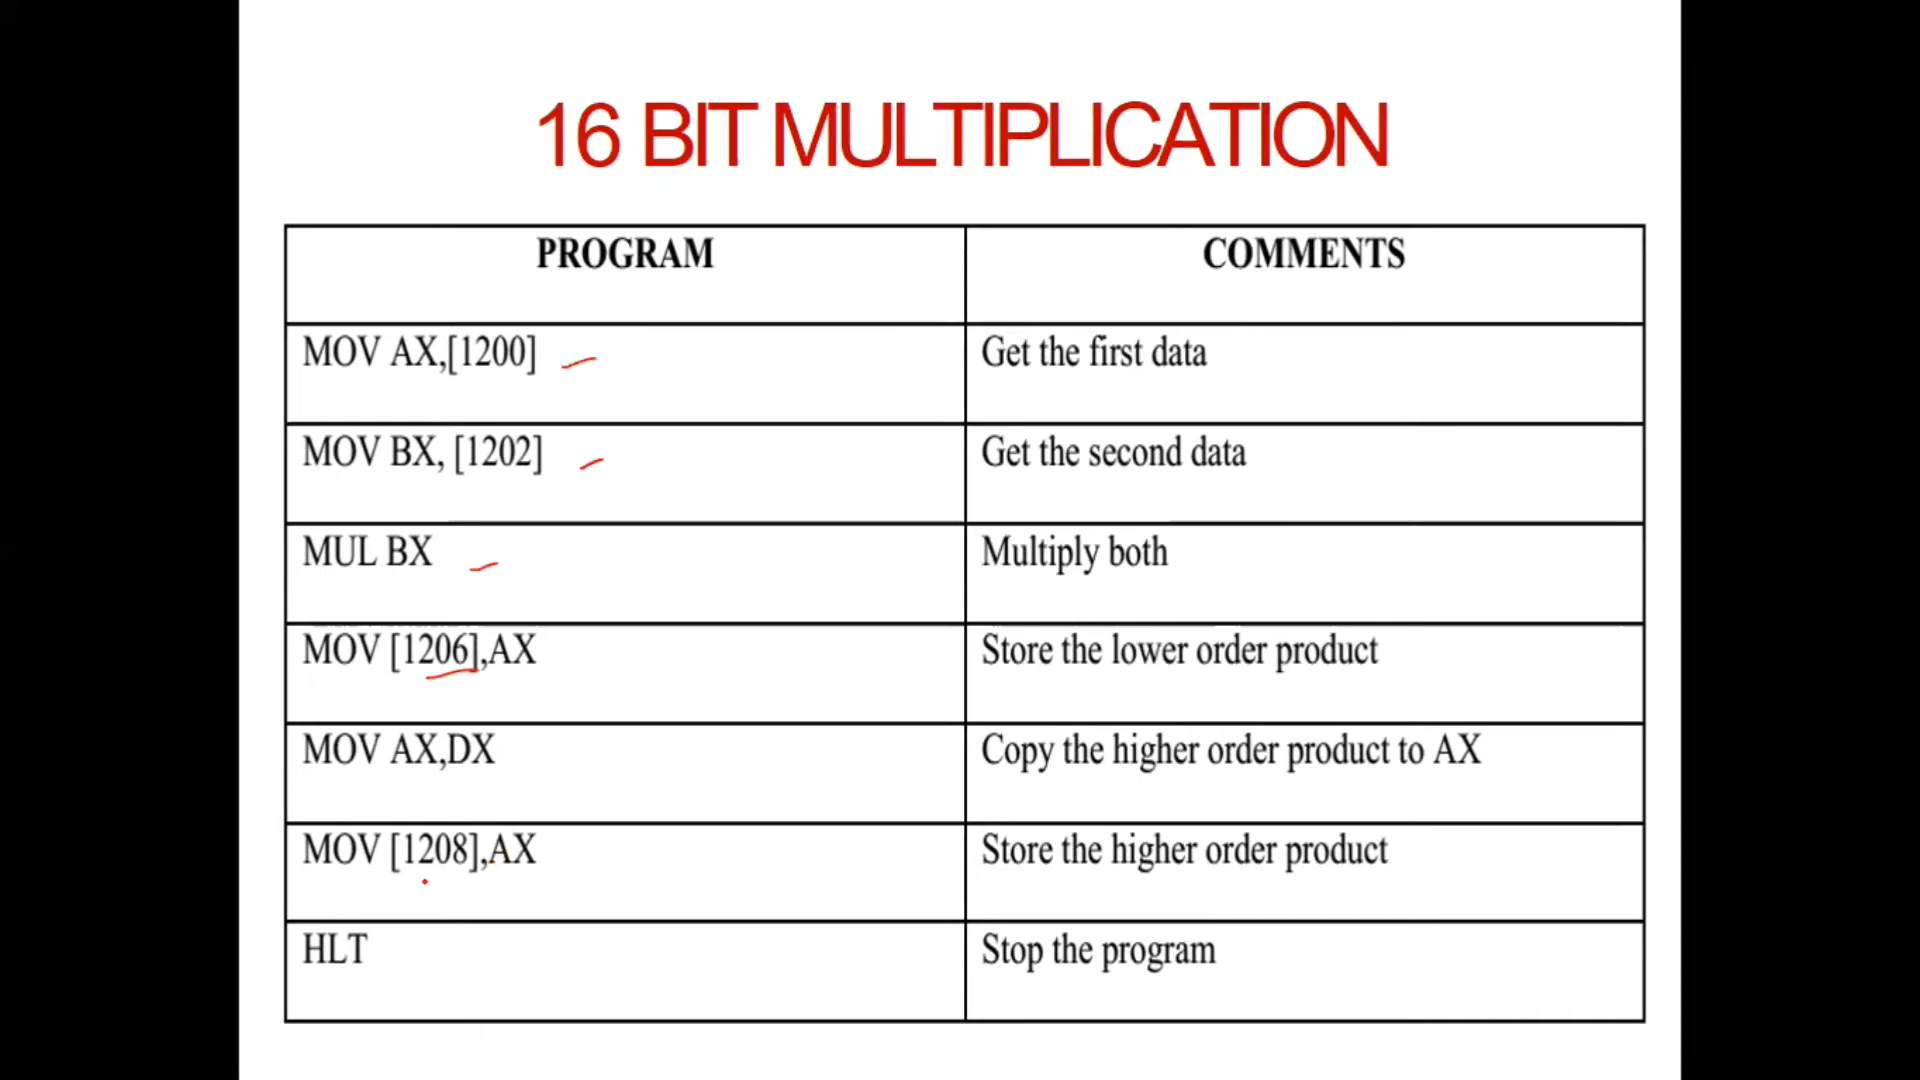 16 BIT MULTIPLICATION
PROGRAM COMMENTS
MOV AX,[1200] Get the first data
MOV BX, [1202] Get the second data
MUL BX Multiply both
MOV [1206],AX Store the lower order product
MOV AX,DX Copy the higher order product to AX
MOV [1208],AX Store the higher order product
HLT Stop the program